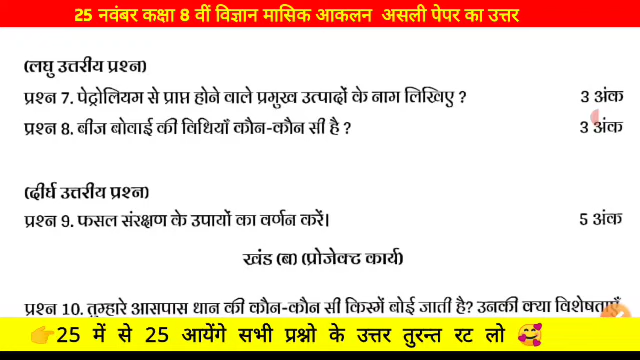 25 नवंबर कक्षा 8 वीं विज्ञान मासिक आकलन असली पेपर का उत्तर
(लघु उत्तरीय प्रश्न)
प्रश्न 7. पेट्रोलियम से प्राप्त होने वाले प्रमुख उत्पादों के नाम लिखिए ? 3 अंक
प्रश्न 8. बीज बोवाई की विधियाँ कौन-कौन सी है ? 3 अंक
(दीर्घ उत्तरीय प्रश्न)
प्रश्न 9. फसल संरक्षण के उपायों का वर्णन करें। 5 अंक
खंड (ब) (प्रोजेक्ट कार्य)
प्रश्न 10. तुम्हारे आसपास धान की कौन-कौन सी किस्में बोई जाती है? उनकी क्या विशेषताएँ
👉25 में से 25 आयेंगे सभी प्रश्नो के उत्तर तुरन्त रट लो 🥰